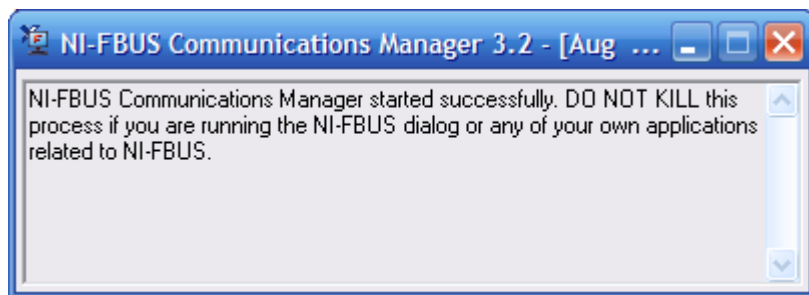 NI-FBUS Communications Manager 3.2 - [Aug ...
NI-FBUS Communications Manager started successfully. DO NOT KILL this
process if you are running the NI-FBUS dialog or any of your own applications
related to NI-FBUS.